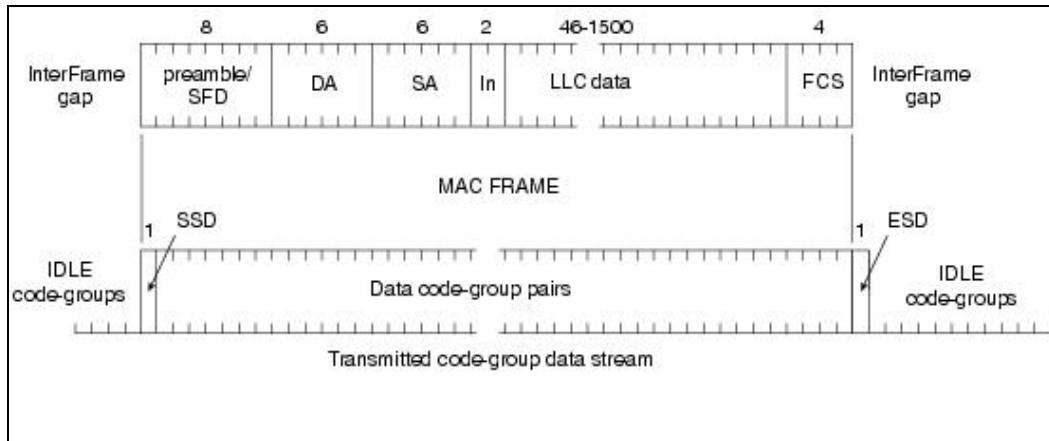 8 6 6 2 46-1500 4
InterFrame gap preamble/ SFD DA SA In LLC data FCS InterFrame gap
MAC FRAME
1 SSD 1 ESD
IDLE code-groups Data code-group pairs IDLE code-groups
Transmitted code-group data stream